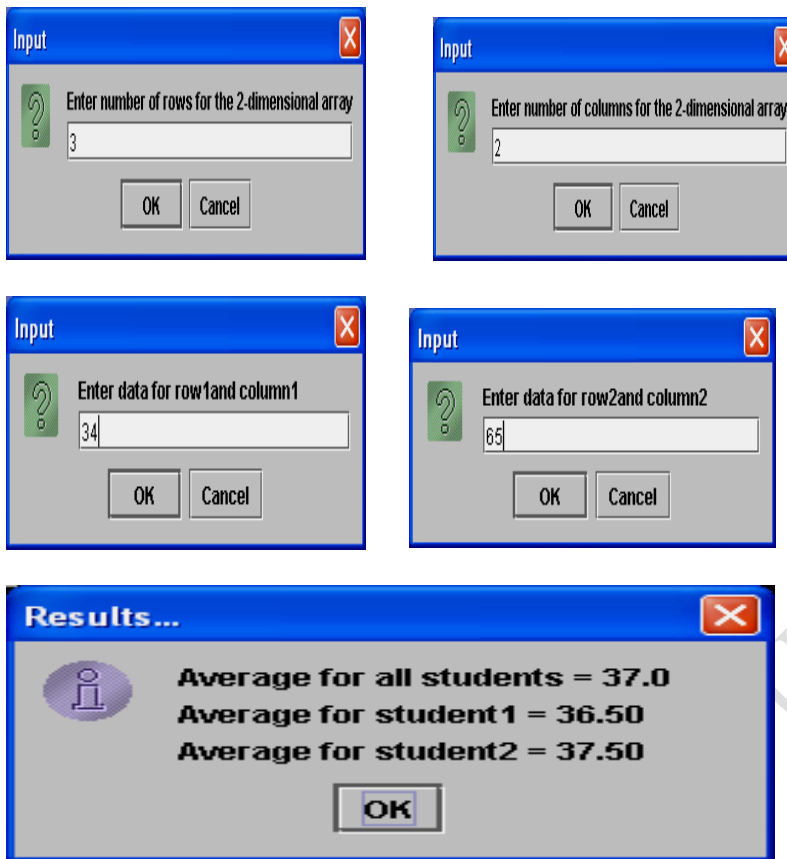 Input
Enter number of rows for the 2-dimensional array
3
OK Cancel
Input
Enter number of columns for the 2-dimensional array
2
OK Cancel
Input
Enter data for row1and column1
34
OK Cancel
Input
Enter data for row2and column2
65
OK Cancel
Results...
Average for all students = 37.0
Average for student1 = 36.50
Average for student2 = 37.50
OK